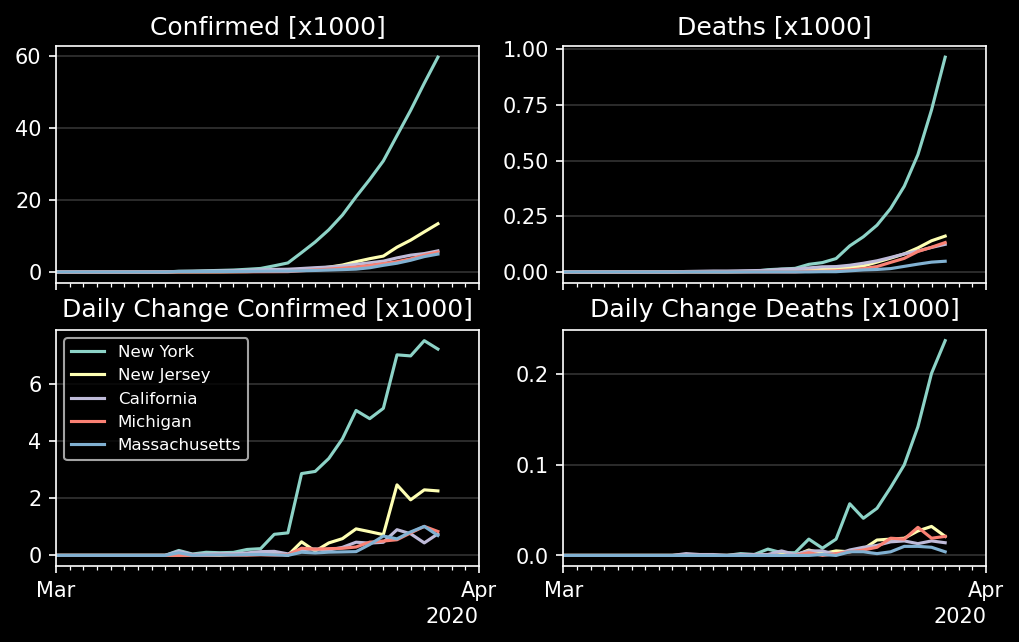 Confirmed [x1000]
60
40
20
0
Deaths [x1000]
1.00
0.75
0.50
0.25
0.00
Daily Change Confirmed [x1000]
New York
New Jersey
California
Michigan
Massachusetts
6
4
2
0
Mar
Apr
2020
Daily Change Deaths [x1000]
0.2
0.1
0.0
Mar
Apr
2020